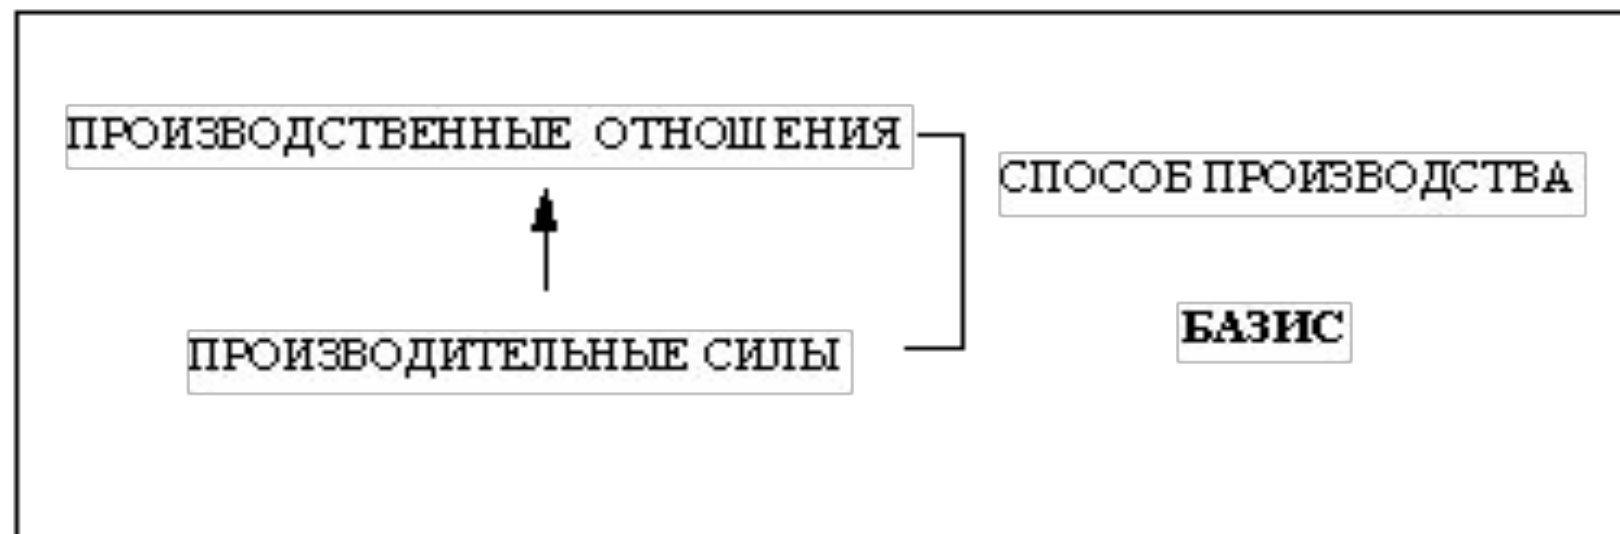 ПРОИЗВОДСТВЕННЫЕ ОТНОШЕНИЯ
СПОСОБ ПРОИЗВОДСТВА
БАЗИС
ПРОИЗВОДИТЕЛЬНЫЕ СИЛЫ